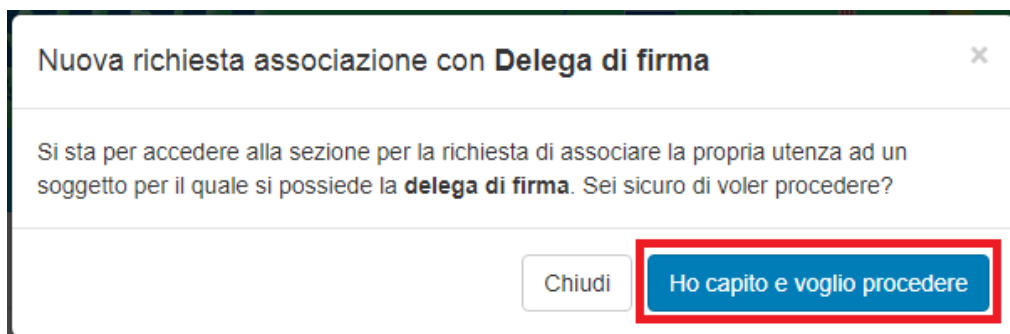 Nuova richiesta associazione con Delega di firma
×
Si sta per accedere alla sezione per la richiesta di associare la propria utenza ad un
soggetto per il quale si possiede la delega di firma. Sei sicuro di voler procedere?
Chiudi
Ho capito e voglio procedere